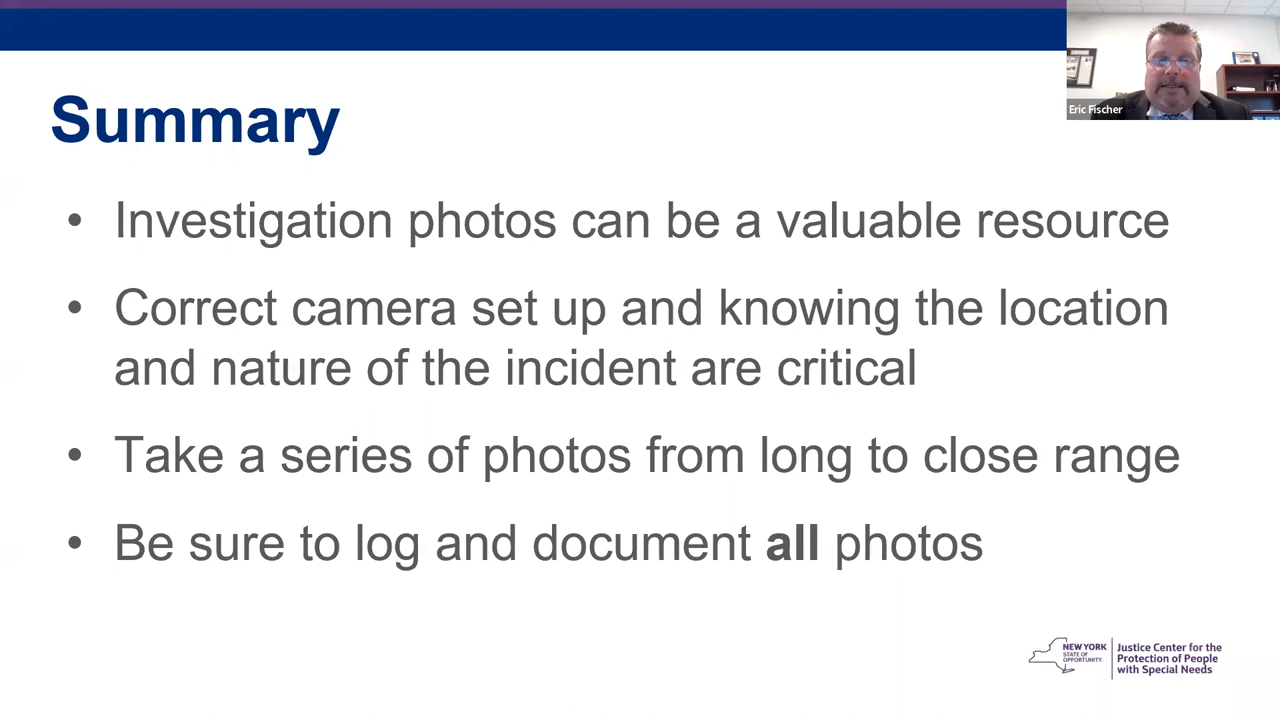 Eric Fischer
Summary
• Investigation photos can be a valuable resource
• Correct camera set up and knowing the location
and nature of the incident are critical
• Take a series of photos from long to close range
• Be sure to log and document all photos
NEW YORK
STATE OF
OPPORTUNITY.
Justice Center for the
Protection of People
with Special Needs